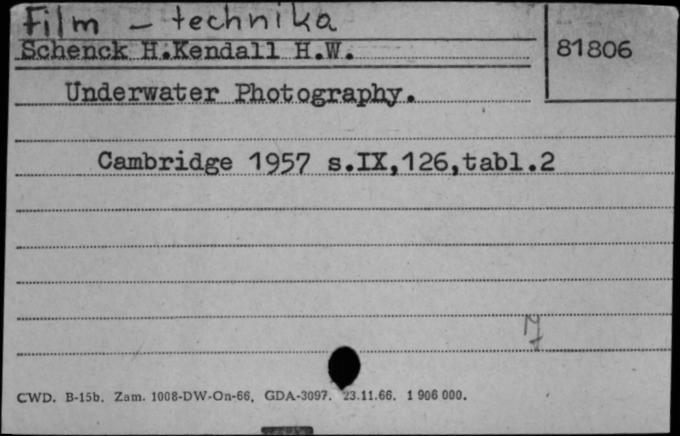 Film - technika
Schenck H.Kendall H.W.
81806
Underwater Photography.
Cambridge 1957 s.IX,126,tabl.2
CWD. B-15b. Zam. 1008-DW-On-66, GDA-3097. 23.11.66. 1 906 000.